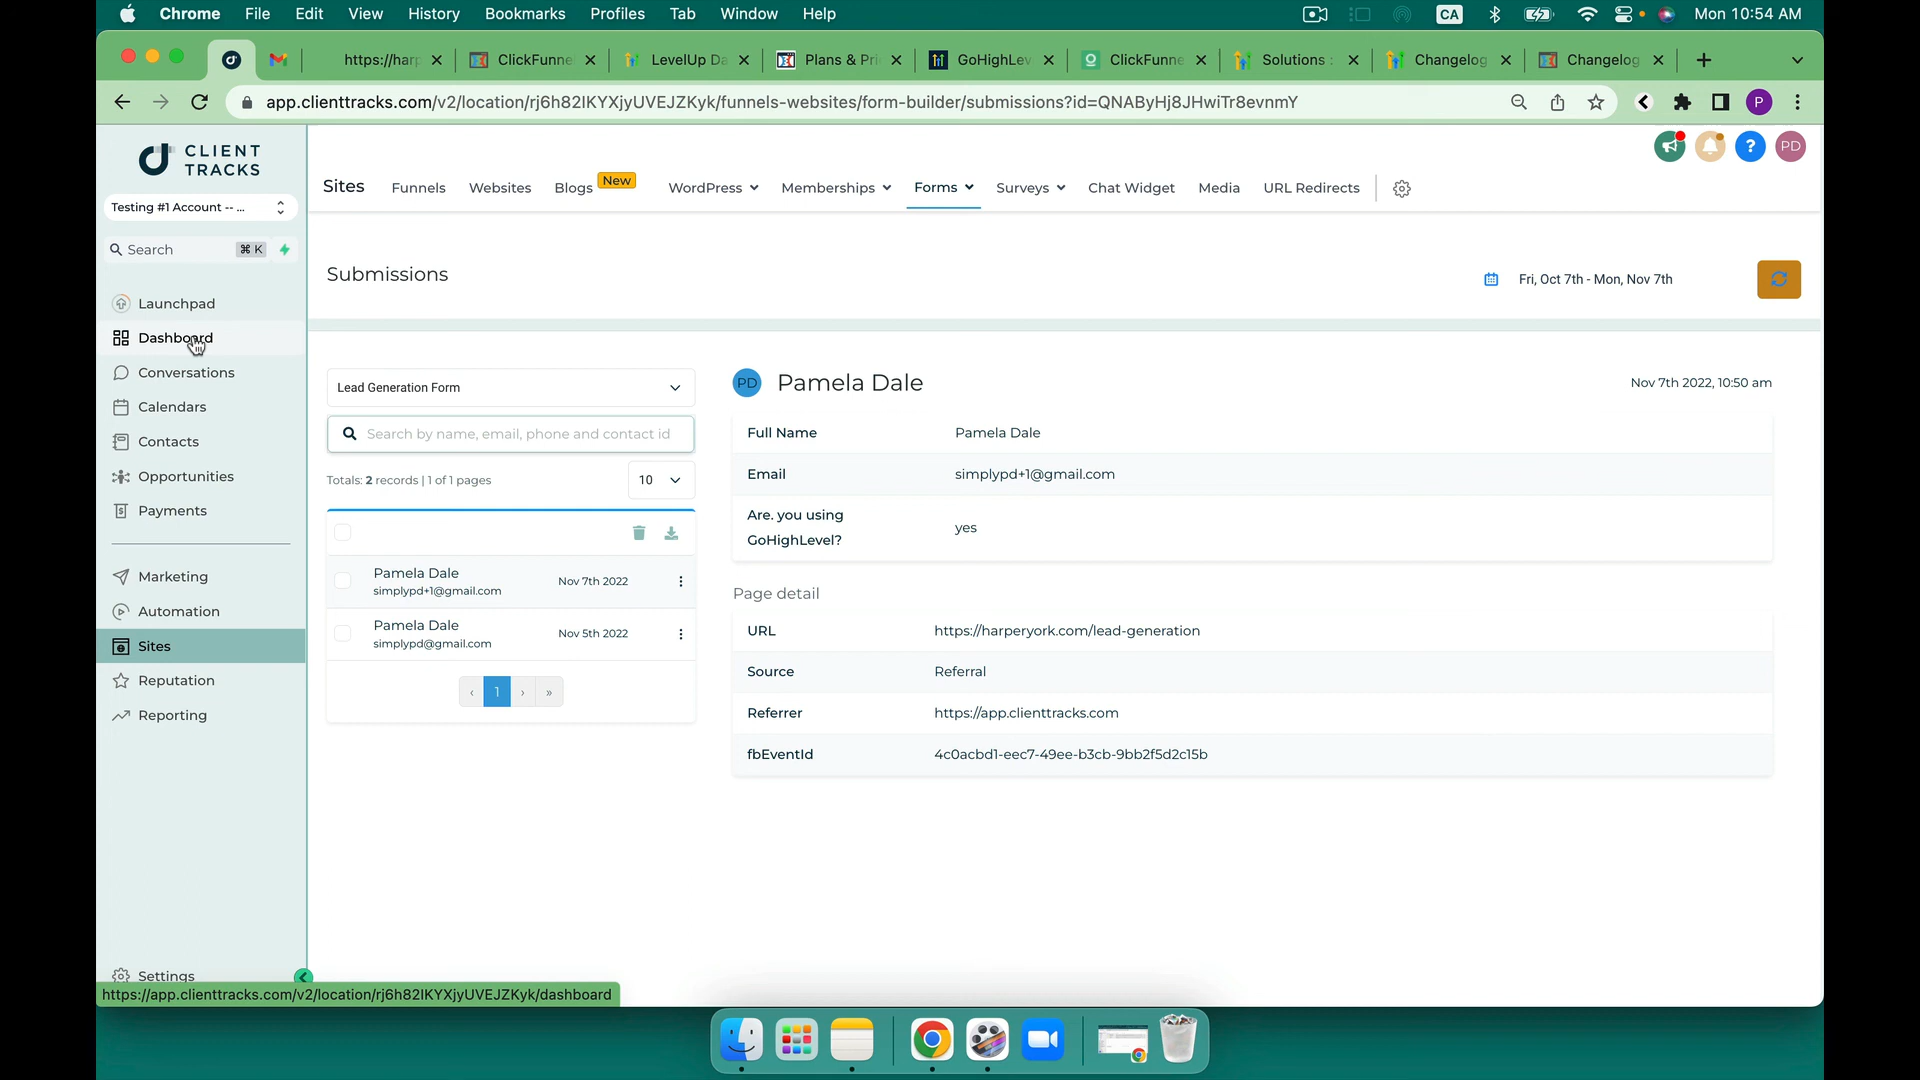 Chrome File Edit View History Bookmarks Profiles Tab Window Help CA Mon 10:54 AM
https://harp ClickFunne LevelUp Da Plans & Pri GoHighLev ClickFunne Solutions : Changelog Changelog
app.clienttracks.com/v2/location/rj6h82IKYXjyUVEJZKyk/funnels-websites/form-builder/submissions?id=QNAByHj8JHwiTr8evnmY P
CLIENT
TRACKS
Testing #1 Account -- ...
Search ⌘ K
Launchpad
Dashboard
Conversations
Calendars
Contacts
Opportunities
Payments
Marketing
Automation
Sites
Reputation
Reporting
Settings
https://app.clienttracks.com/v2/location/rj6h82IKYXjyUVEJZKyk/dashboard
? PD
Sites Funnels Websites Blogs New WordPress Memberships Forms Surveys Chat Widget Media URL Redirects
Submissions
Fri, Oct 7th - Mon, Nov 7th
Lead Generation Form
Search by name, email, phone and contact id
Totals: 2 records | 1 of 1 pages 10
Pamela Dale
simplypd+1@gmail.com
Nov 7th 2022
Pamela Dale
simplypd@gmail.com
Nov 5th 2022
‹ 1 › »
PD Pamela Dale Nov 7th 2022, 10:50 am
Full Name Pamela Dale
Email simplypd+1@gmail.com
Are. you using
GoHighLevel?
yes
Page detail
URL https://harperyork.com/lead-generation
Source Referral
Referrer https://app.clienttracks.com
fbEventId 4c0acbd1-eec7-49ee-b3cb-9bb2f5d2c15b